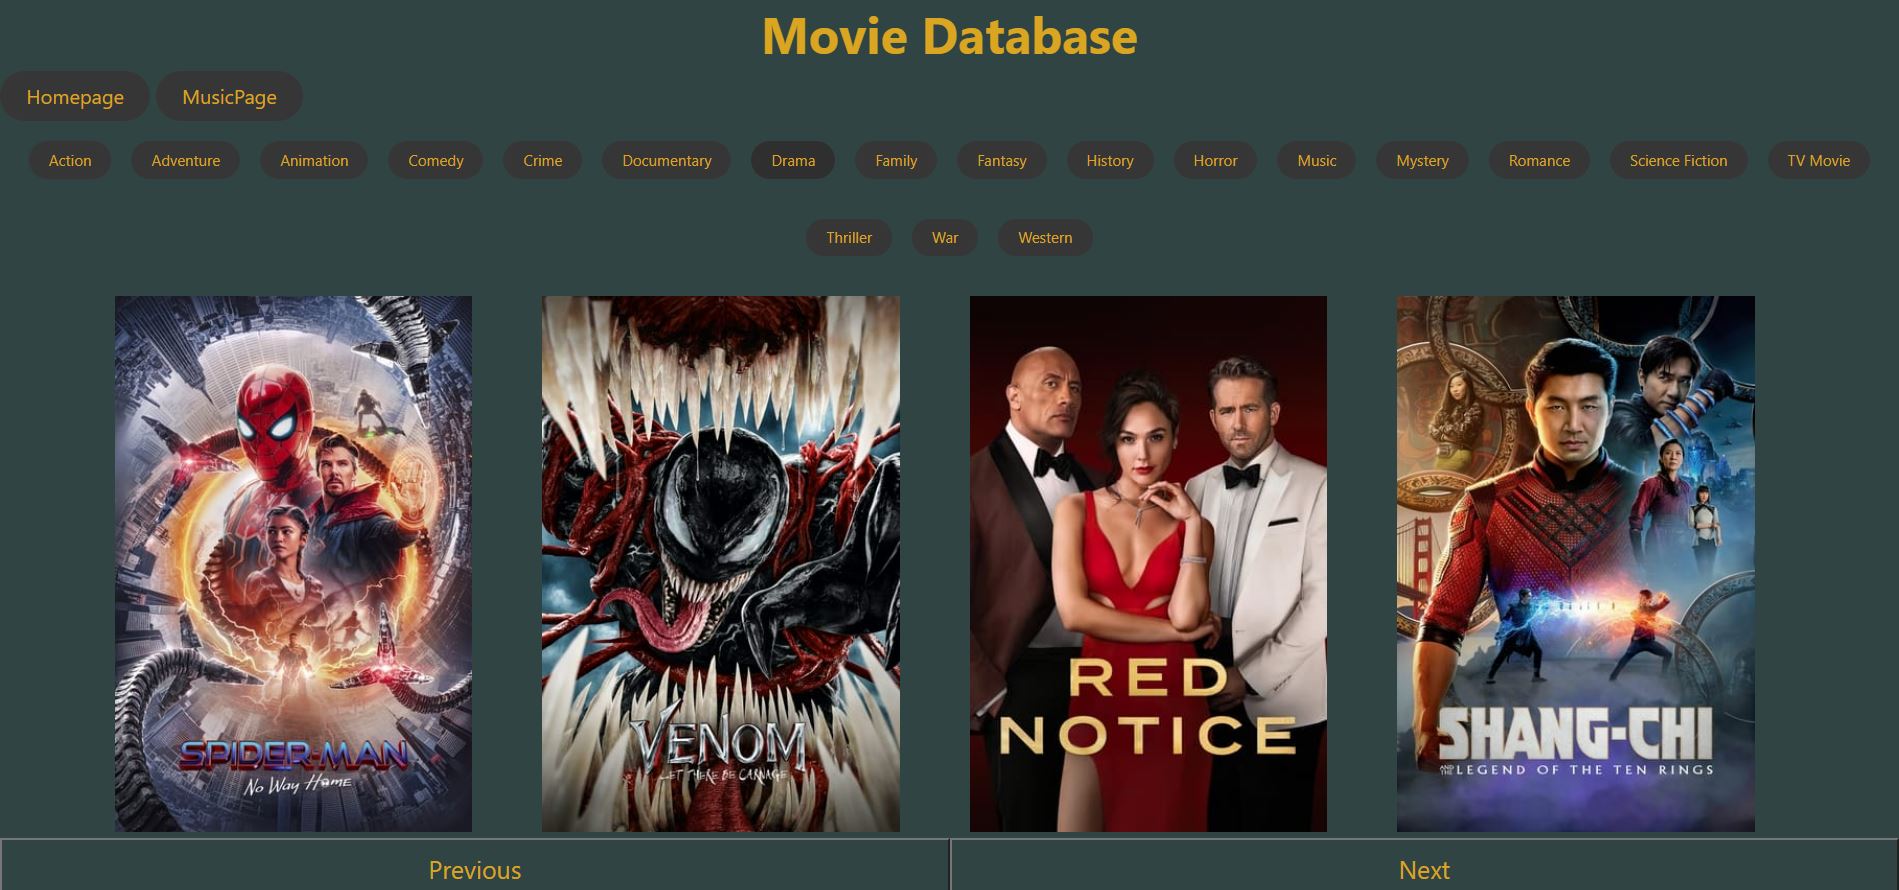 Movie Database
Homepage MusicPage
Action Adventure Animation Comedy Crime Documentary Drama Family Fantasy History Horror Music Mystery Romance Science Fiction TV Movie
Thriller War Western
SPIDER-MAN
NO WAY HOME
VENOM
LET THERE BE CARNAGE
RED
NOTICE
SHANG-CHI
AND THE LEGEND OF THE TEN RINGS
Previous Next